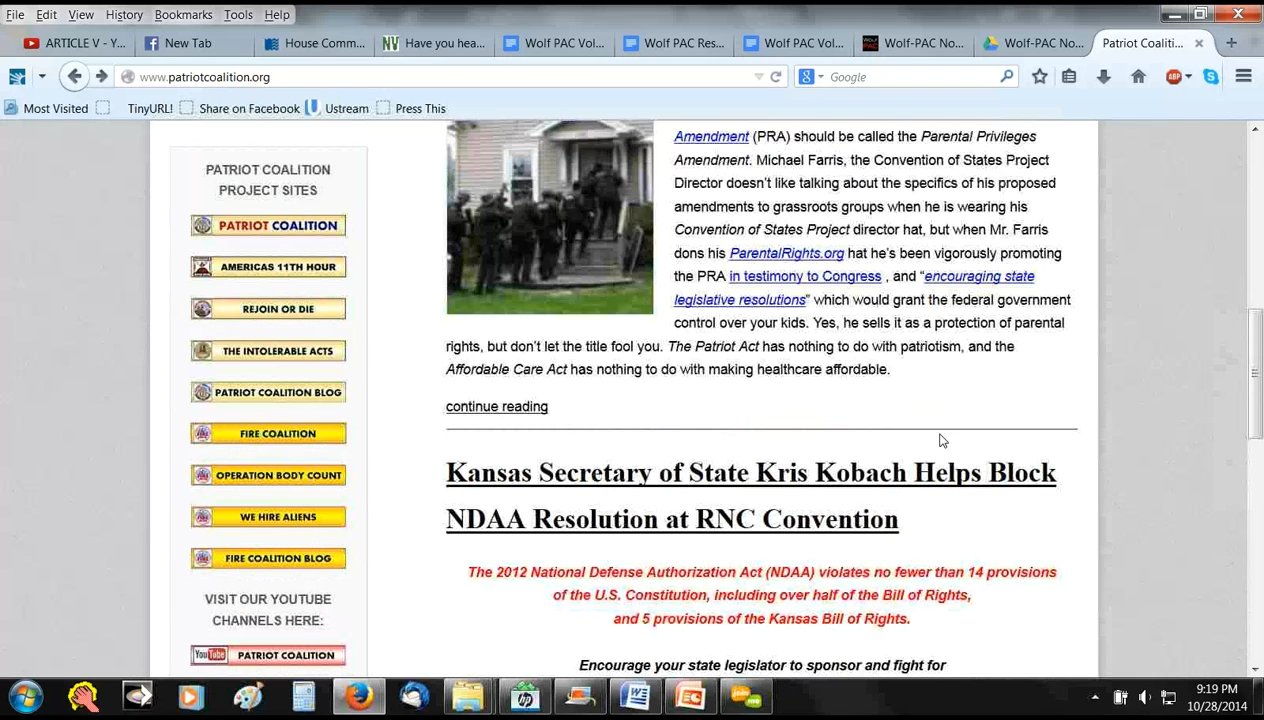 File Edit View History Bookmarks Tools Help
ARTICLE V - Y... New Tab House Comm... Have you hea... Wolf PAC Vol... Wolf PAC Res... Wolf PAC Vol... Wolf-PAC No... Wolf-PAC No... Patriot Coaliti...
www.patriotcoalition.org Google
Most Visited TinyURL! Share on Facebook Ustream Press This
PATRIOT COALITION
PROJECT SITES
PATRIOT COALITION
AMERICAS 11TH HOUR
REJOIN OR DIE
THE INTOLERABLE ACTS
PATRIOT COALITION BLOG
FIRE COALITION
OPERATION BODY COUNT
WE HIRE ALIENS
FIRE COALITION BLOG
VISIT OUR YOUTUBE
CHANNELS HERE:
YouTube PATRIOT COALITION
Amendment (PRA) should be called the Parental Privileges
Amendment. Michael Farris, the Convention of States Project
Director doesn't like talking about the specifics of his proposed
amendments to grassroots groups when he is wearing his
Convention of States Project director hat, but when Mr. Farris
dons his ParentalRights.org hat he's been vigorously promoting
the PRA in testimony to Congress , and "encouraging state
legislative resolutions" which would grant the federal government
control over your kids. Yes, he sells it as a protection of parental
rights, but don't let the title fool you. The Patriot Act has nothing to do with patriotism, and the
Affordable Care Act has nothing to do with making healthcare affordable.
continue reading
Kansas Secretary of State Kris Kobach Helps Block
NDAA Resolution at RNC Convention
The 2012 National Defense Authorization Act (NDAA) violates no fewer than 14 provisions
of the U.S. Constitution, including over half of the Bill of Rights,
and 5 provisions of the Kansas Bill of Rights.
Encourage your state legislator to sponsor and fight for
9:19 PM
10/28/2014